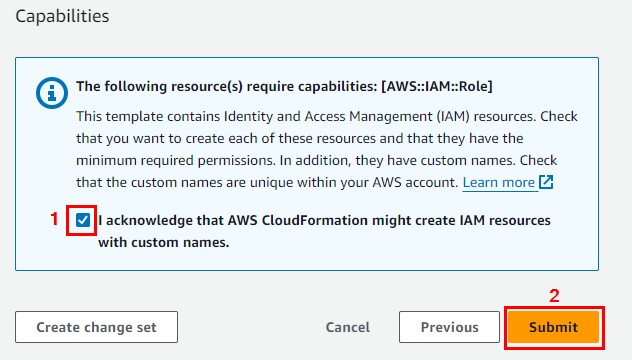 Capabilities
The following resource(s) require capabilities: [AWS::IAM::Role]
This template contains Identity and Access Management (IAM) resources. Check
that you want to create each of these resources and that they have the
minimum required permissions. In addition, they have custom names. Check
that the custom names are unique within your AWS account. Learn more
1 I acknowledge that AWS CloudFormation might create IAM resources
with custom names.
2
Create change set Cancel Previous Submit